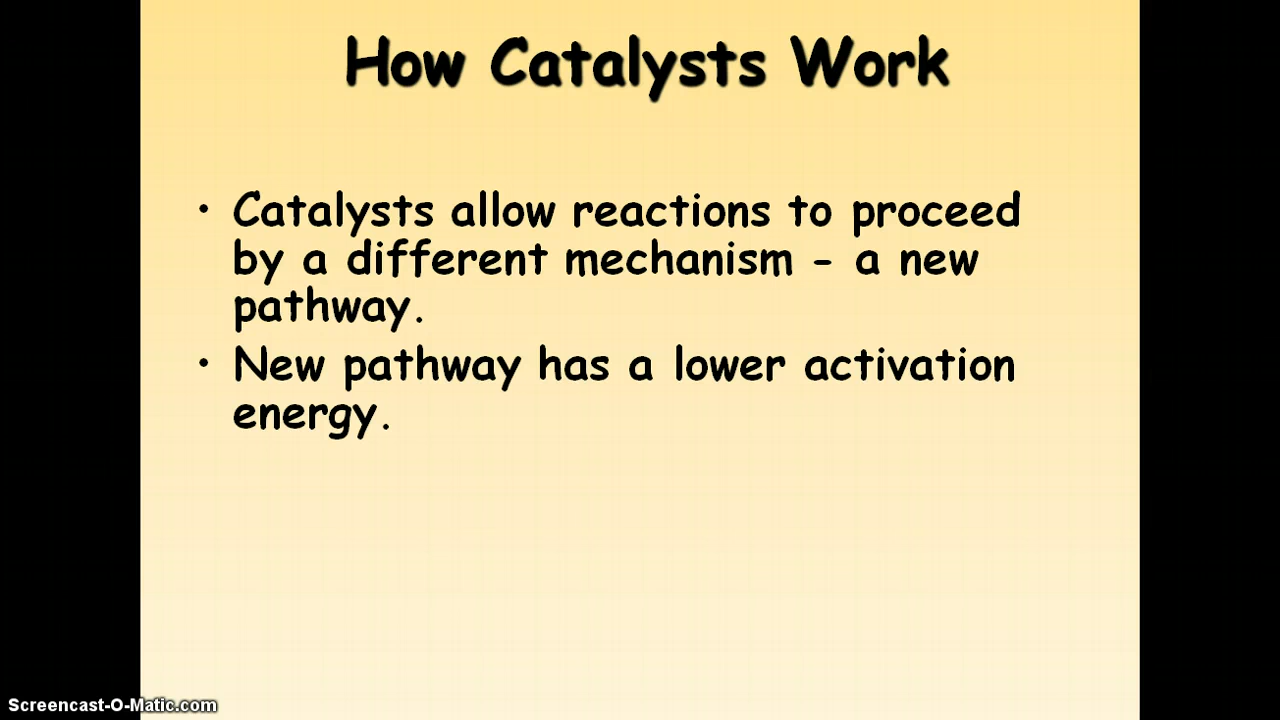 How Catalysts Work
• Catalysts allow reactions to proceed
by a different mechanism - a new
pathway.
• New pathway has a lower activation
energy.
Screencast-O-Matic.com